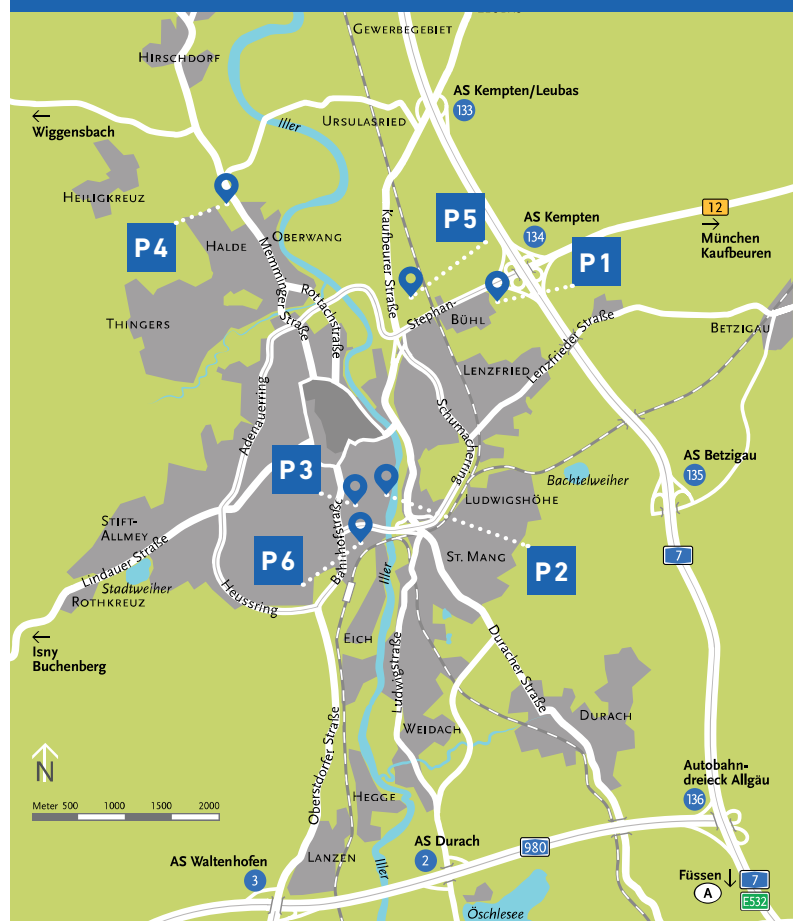 GEWERBEGEBIET
HIRSCHDORF
AS Kempten/Leubas
133
←
Wiggensbach
URSULASRIED
Iller
HEILIGKREUZ
P4
P5
12
AS Kempten
134
→
München
Kaufbeuren
P1
HALDE
OBERWANG
Memminger Straße
Rottachstraße
Kaufbeurer Straße
Stephan-
BÜHL
THINGERS
BETZIGAU
LENZFRIED
Lenzfrieder Straße
Adenauerring
Schumacherring
AS Betzigau
135
P3
Bachtelweiher
LUDWIGSHÖHE
STIFT-
ALLMEY
Lindauer Straße
Bahnhofstraße
7
P6
ST. MANG
P2
Iller
Stadtweiher
ROTHKREUZ
Heussring
←
Isny
Buchenberg
EICH
Ludwigstraße
Duracher Straße
DURACH
WEIDACH
Oberstdorfer Straße
N
Autobahn-
dreieck Allgäu
136
Meter 500 1000 1500 2000
HEGGE
980
AS Durach
2
LANZEN
AS Waltenhofen
3
Iller
Füssen ↓
A
7
E532
Öschlesee